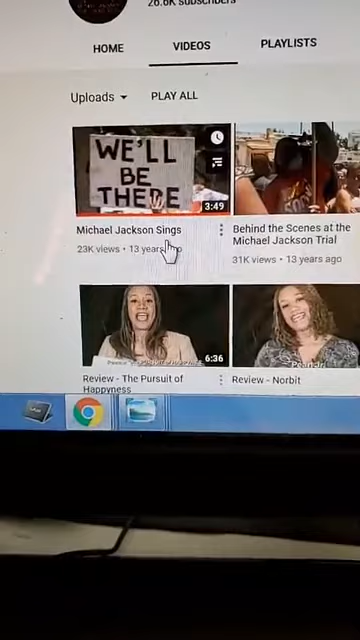 26.6K subscribers
HOME
VIDEOS
PLAYLISTS
Uploads
PLAY ALL
WE'LL
BE
THERE
3:49
Michael Jackson Sings
23K views • 13 years ago
Behind the Scenes at the
Michael Jackson Trial
31K views • 13 years ago
6:36
Review - The Pursuit of
Happyness
Review - Norbit